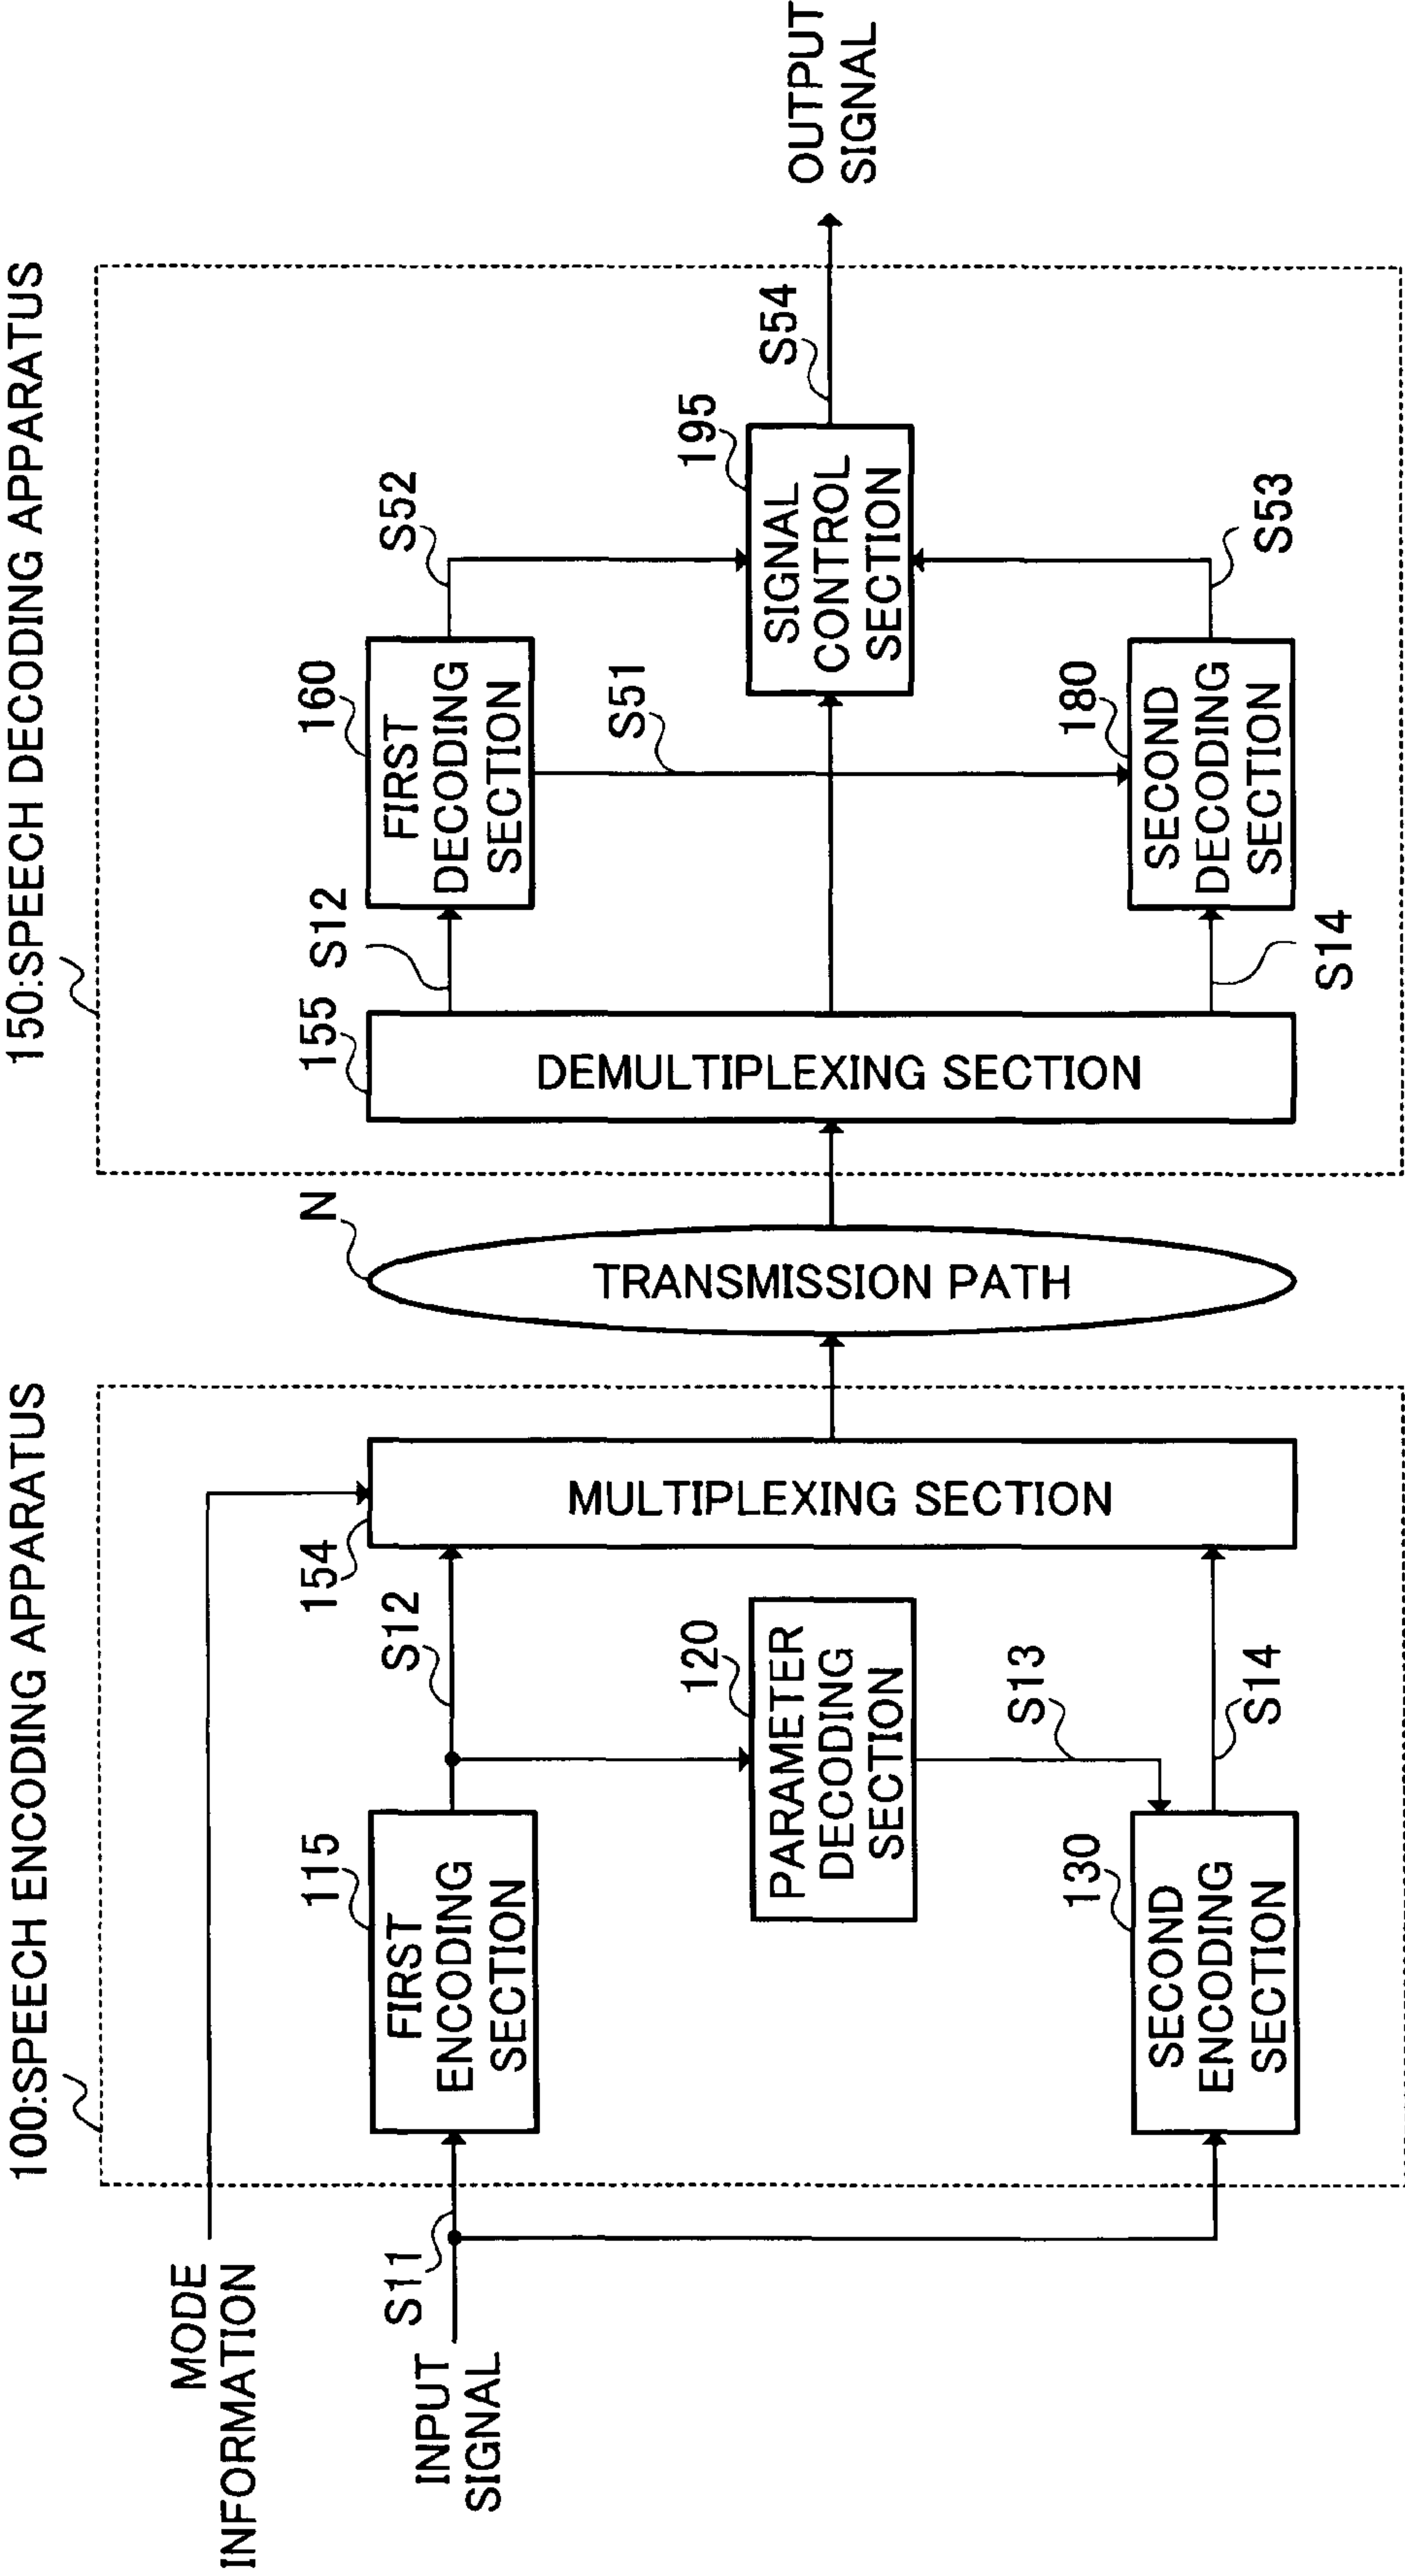 100:SPEECH ENCODING APPARATUS
MODE
INFORMATION
INPUT
SIGNAL
S11
115
FIRST
ENCODING
SECTION
S12
120
PARAMETER
DECODING
SECTION
S13
130
SECOND
ENCODING
SECTION
S14
154
MULTIPLEXING SECTION
N
TRANSMISSION PATH
150:SPEECH DECODING APPARATUS
155
DEMULTIPLEXING SECTION
S12
160
FIRST
DECODING
SECTION
S51
S52
S14
180
SECOND
DECODING
SECTION
S53
195
SIGNAL
CONTROL
SECTION
S54
OUTPUT
SIGNAL